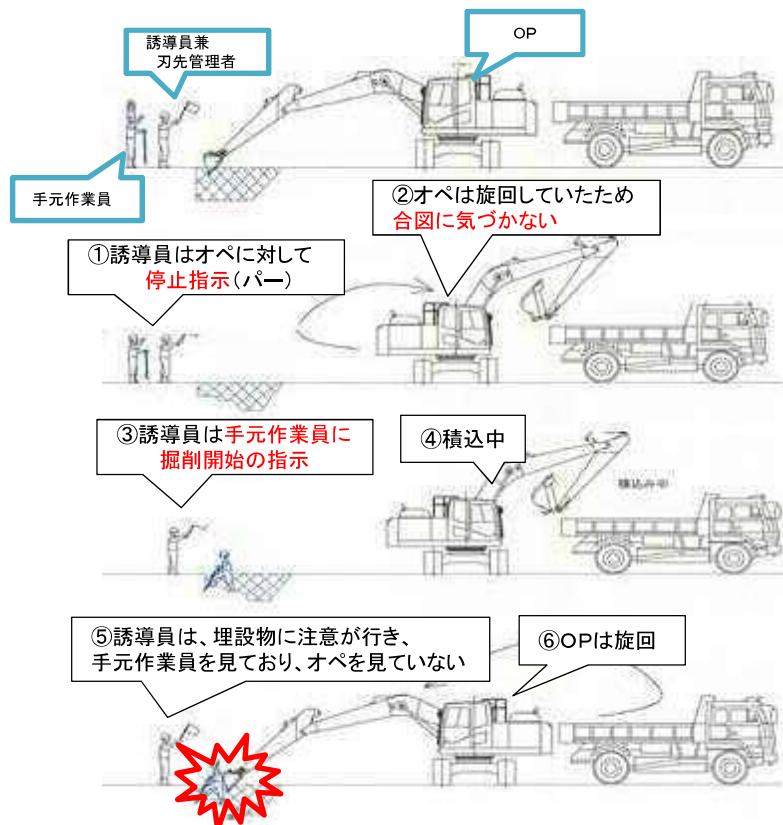 誘導員兼
刃先管理者
OP
手元作業員
②オペは旋回していたため
合図に気づかない
①誘導員はオペに対して
停止指示(パー)
③誘導員は手元作業員に
掘削開始の指示
④積込中
積込み中
⑤誘導員は、埋設物に注意が行き、
手元作業員を見ており、オペを見ていない
⑥OPは旋回